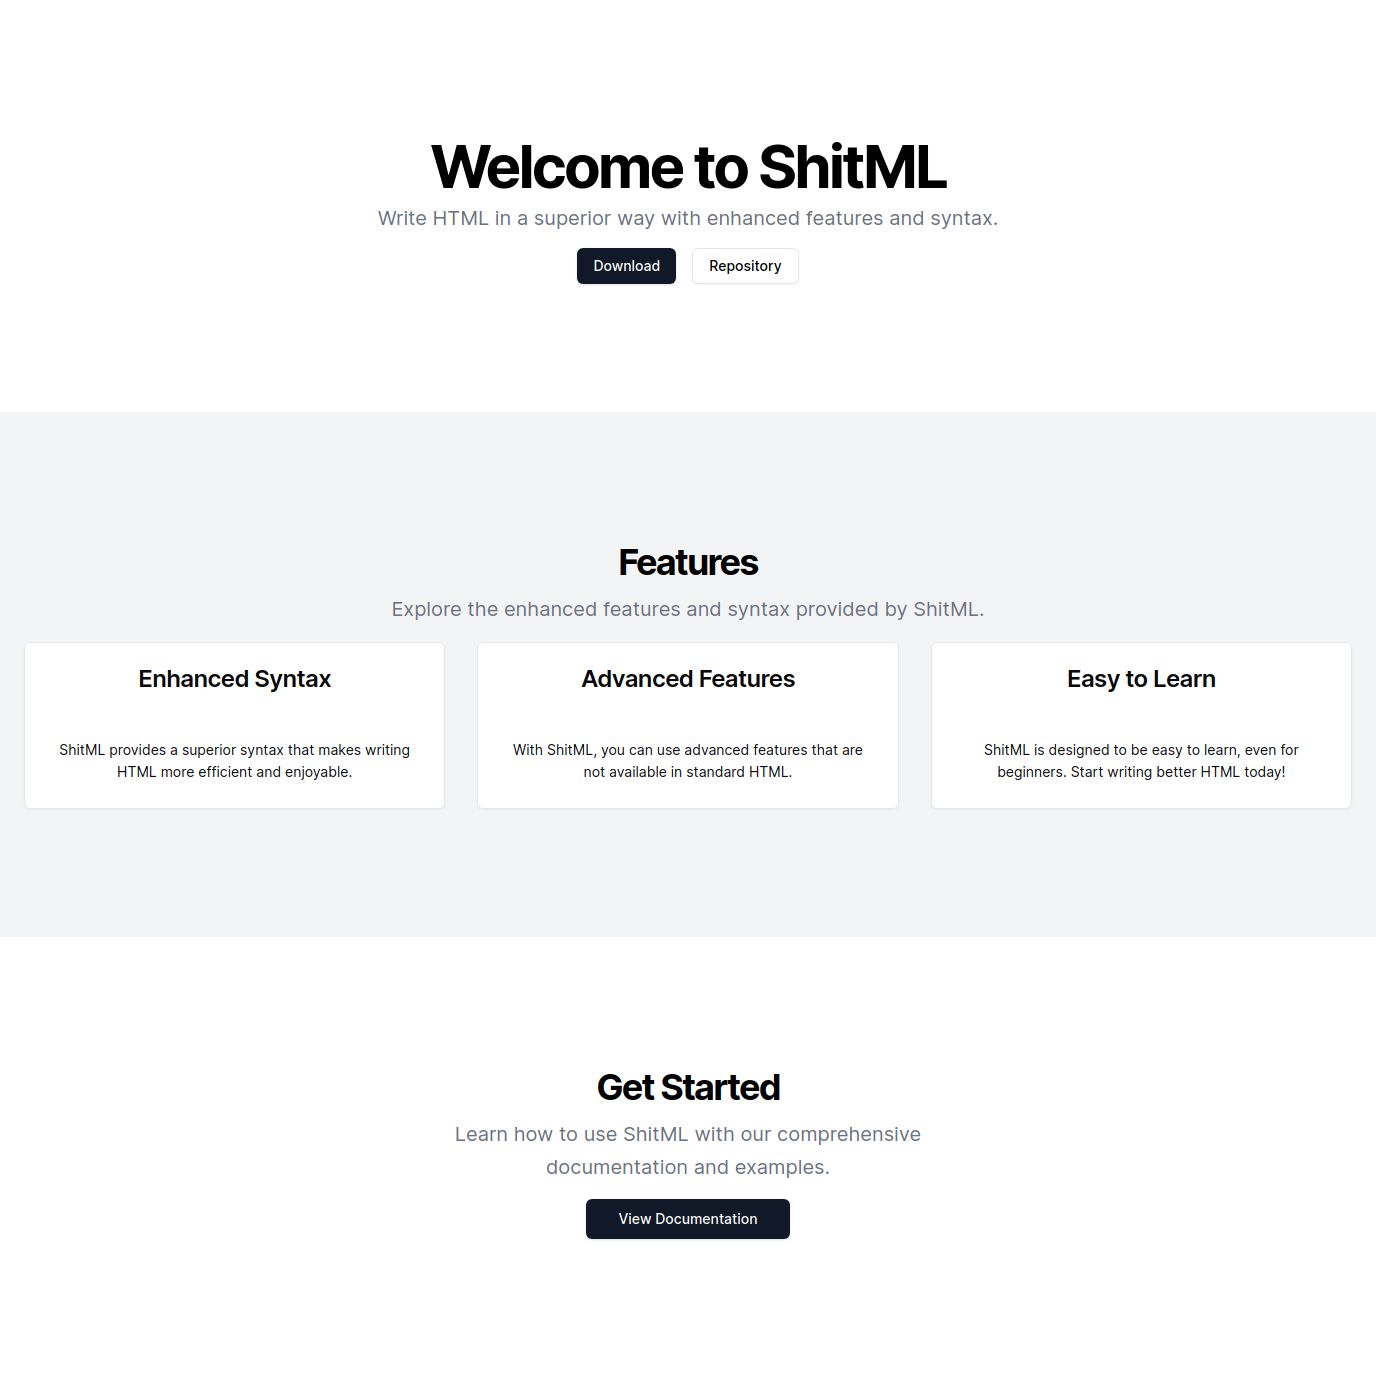 Welcome to ShitML
Write HTML in a superior way with enhanced features and syntax.
Download
Repository
Features
Explore the enhanced features and syntax provided by ShitML.
Enhanced Syntax
ShitML provides a superior syntax that makes writing
HTML more efficient and enjoyable.
Advanced Features
With ShitML, you can use advanced features that are
not available in standard HTML.
Easy to Learn
ShitML is designed to be easy to learn, even for
beginners. Start writing better HTML today!
Get Started
Learn how to use ShitML with our comprehensive
documentation and examples.
View Documentation